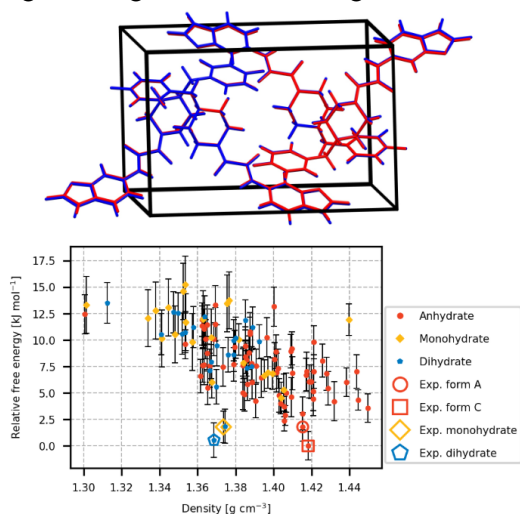 17.5
15.0
12.5
10.0
7.5
5.0
2.5
0.0
Relative free energy [kJ mol⁻¹]
1.30 1.32 1.34 1.36 1.38 1.40 1.42 1.44
Density [g cm⁻³]
Anhydrate
Monohydrate
Dihydrate
Exp. form A
Exp. form C
Exp. monohydrate
Exp. dihydrate